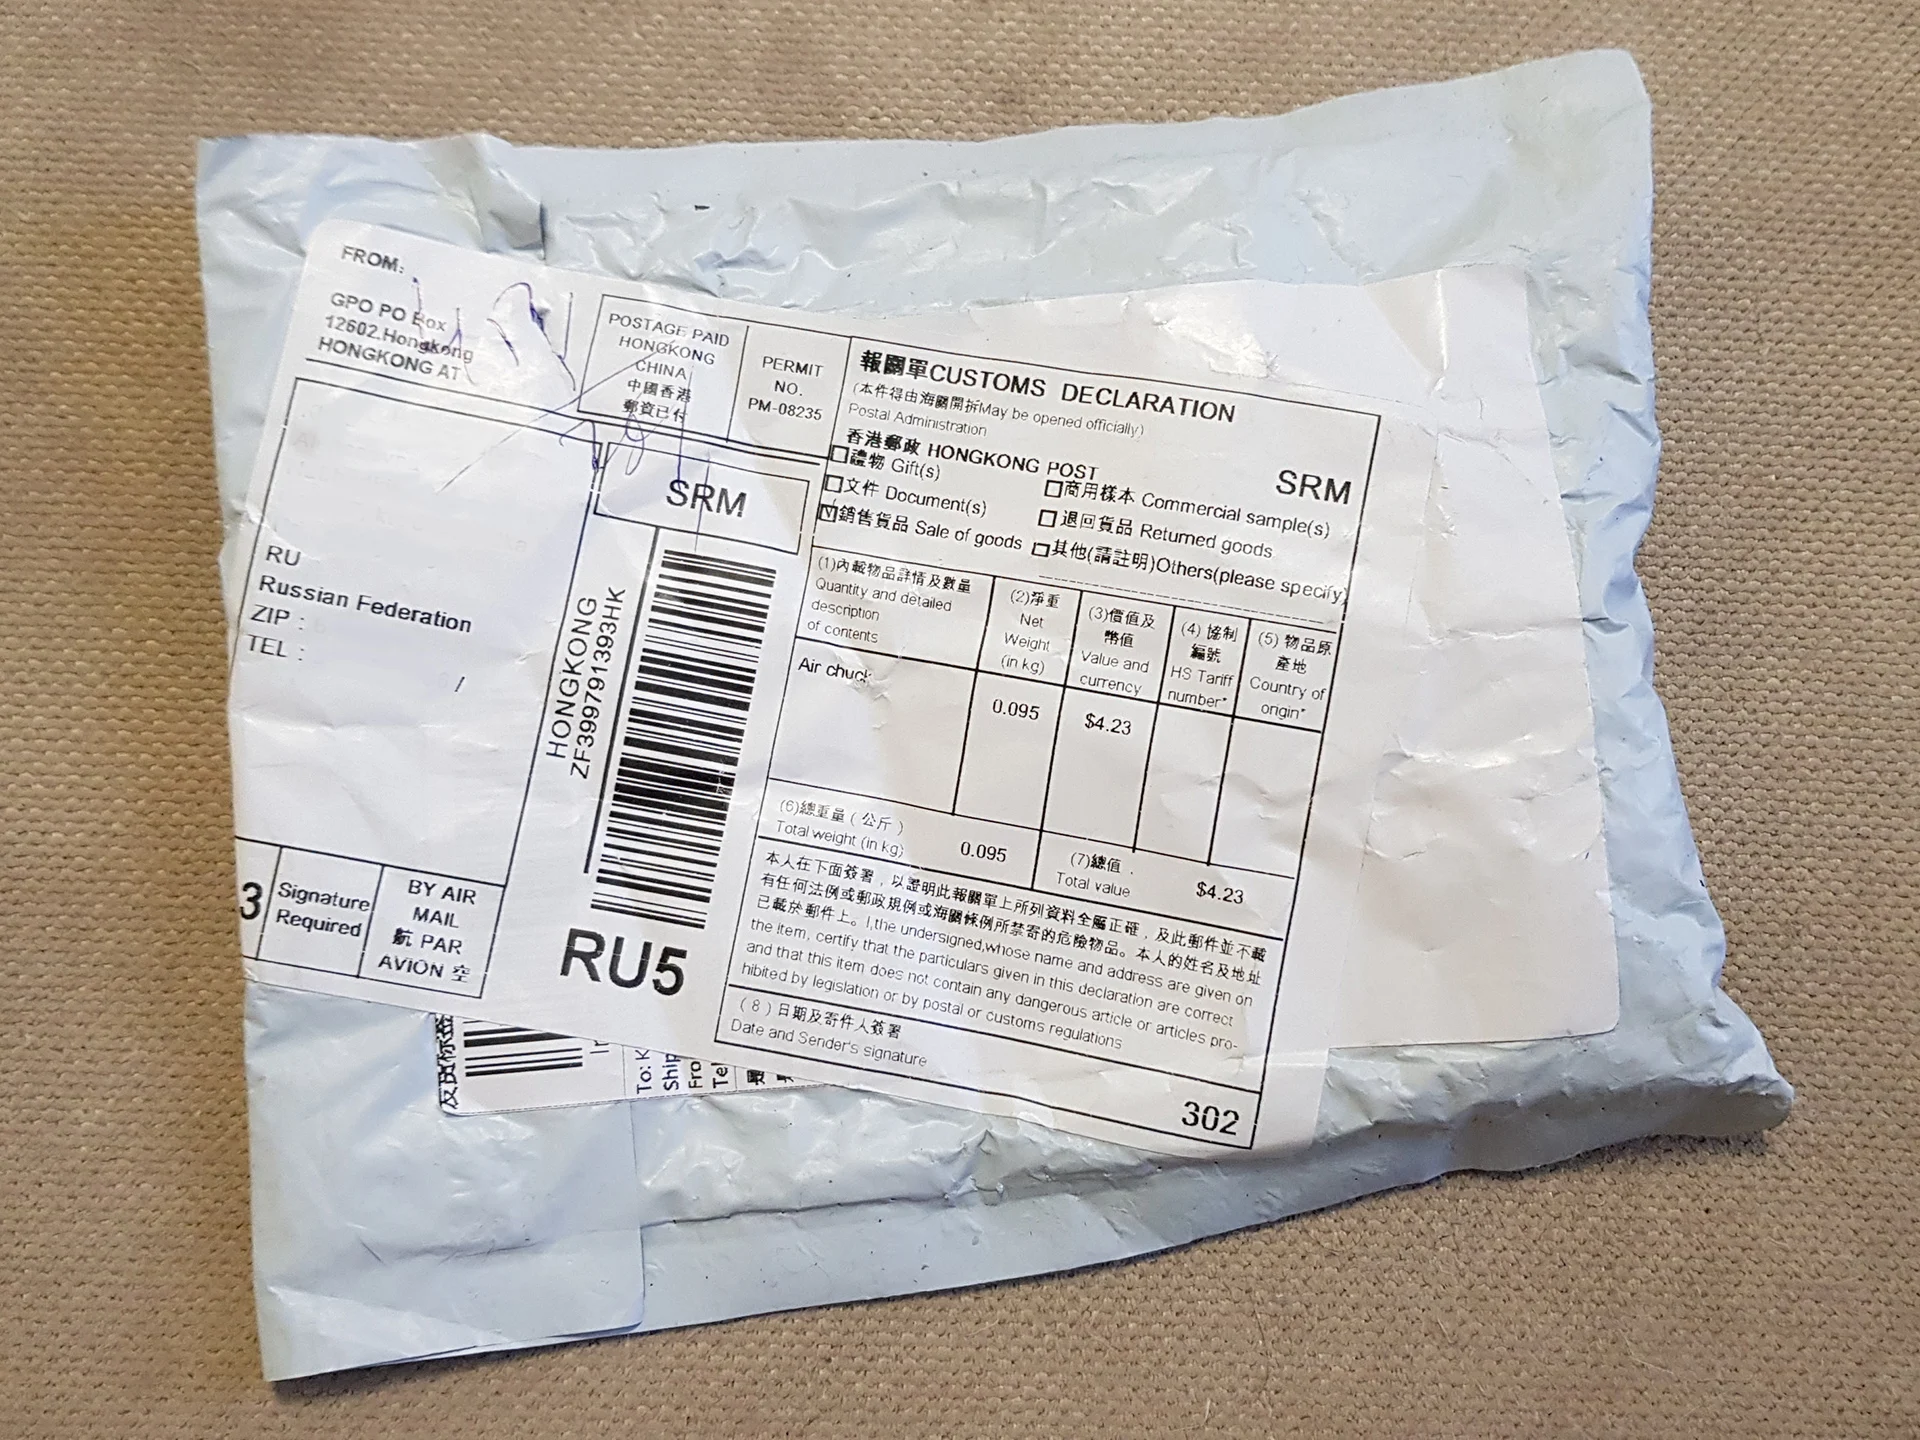 FROM:
GPO PO Box
12602.Hongkong
HONGKONG AT
POSTAGE PAID
HONGKONG
CHINA
中國香港
郵資已付
PERMIT
NO.
PM-08235
RU
Russian Federation
ZIP :
TEL :
3
Signature
Required
BY AIR
MAIL
航 PAR
AVION 空
SRM
HONGKONG
ZF399791393HK
RU5
報關單CUSTOMS DECLARATION
(本件得由海關開拆May be opened officially)
Postal Administration
香港郵政 HONGKONG POST
SRM
禮物 Gift(s)
商用樣本 Commercial sample(s)
文件 Document(s)
退回貨品 Returned goods
銷售貨品 Sale of goods
其他(請註明)Others(please specify)
(1)內載物品詳情及數量
Quantity and detailed
description
of contents
(2)淨重
Net
Weight
(in kg)
(3)價值及
幣值
Value and
currency
(4) 協制
編號
HS Tariff
number*
(5) 物品原
產地
Country of
origin*
Air chuck
0.095
$4.23
(6)總重量 ( 公斤 )
Total weight (in kg)
0.095
(7)總值
Total value
$4.23
本人在下面簽署，以證明此報關單上所列資料全屬正確，及此郵件並不載
有任何法例或郵政規例或海關條例所禁寄的危險物品。本人的姓名及地址
已載於郵件上。I,the undersigned,whose name and address are given on
the item, certify that the particulars given in this declaration are correct
and that this item does not contain any dangerous article or articles pro-
hibited by legislation or by postal or customs regulations
( 8 ) 日期及寄件人簽署
Date and Sender's signature
302
To: K
Ship
Fro
Tel